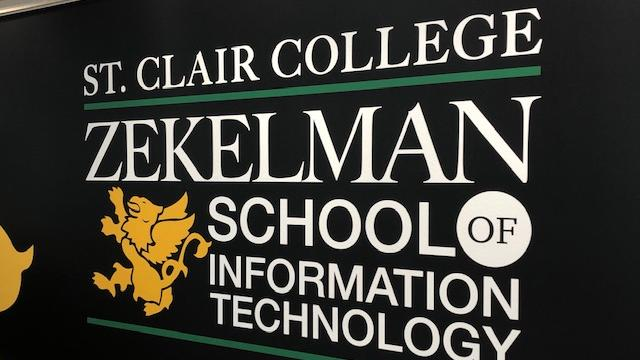 ST. CLAIR COLLEGE
ZEKELMAN
SCHOOL OF
INFORMATION
TECHNOLOGY